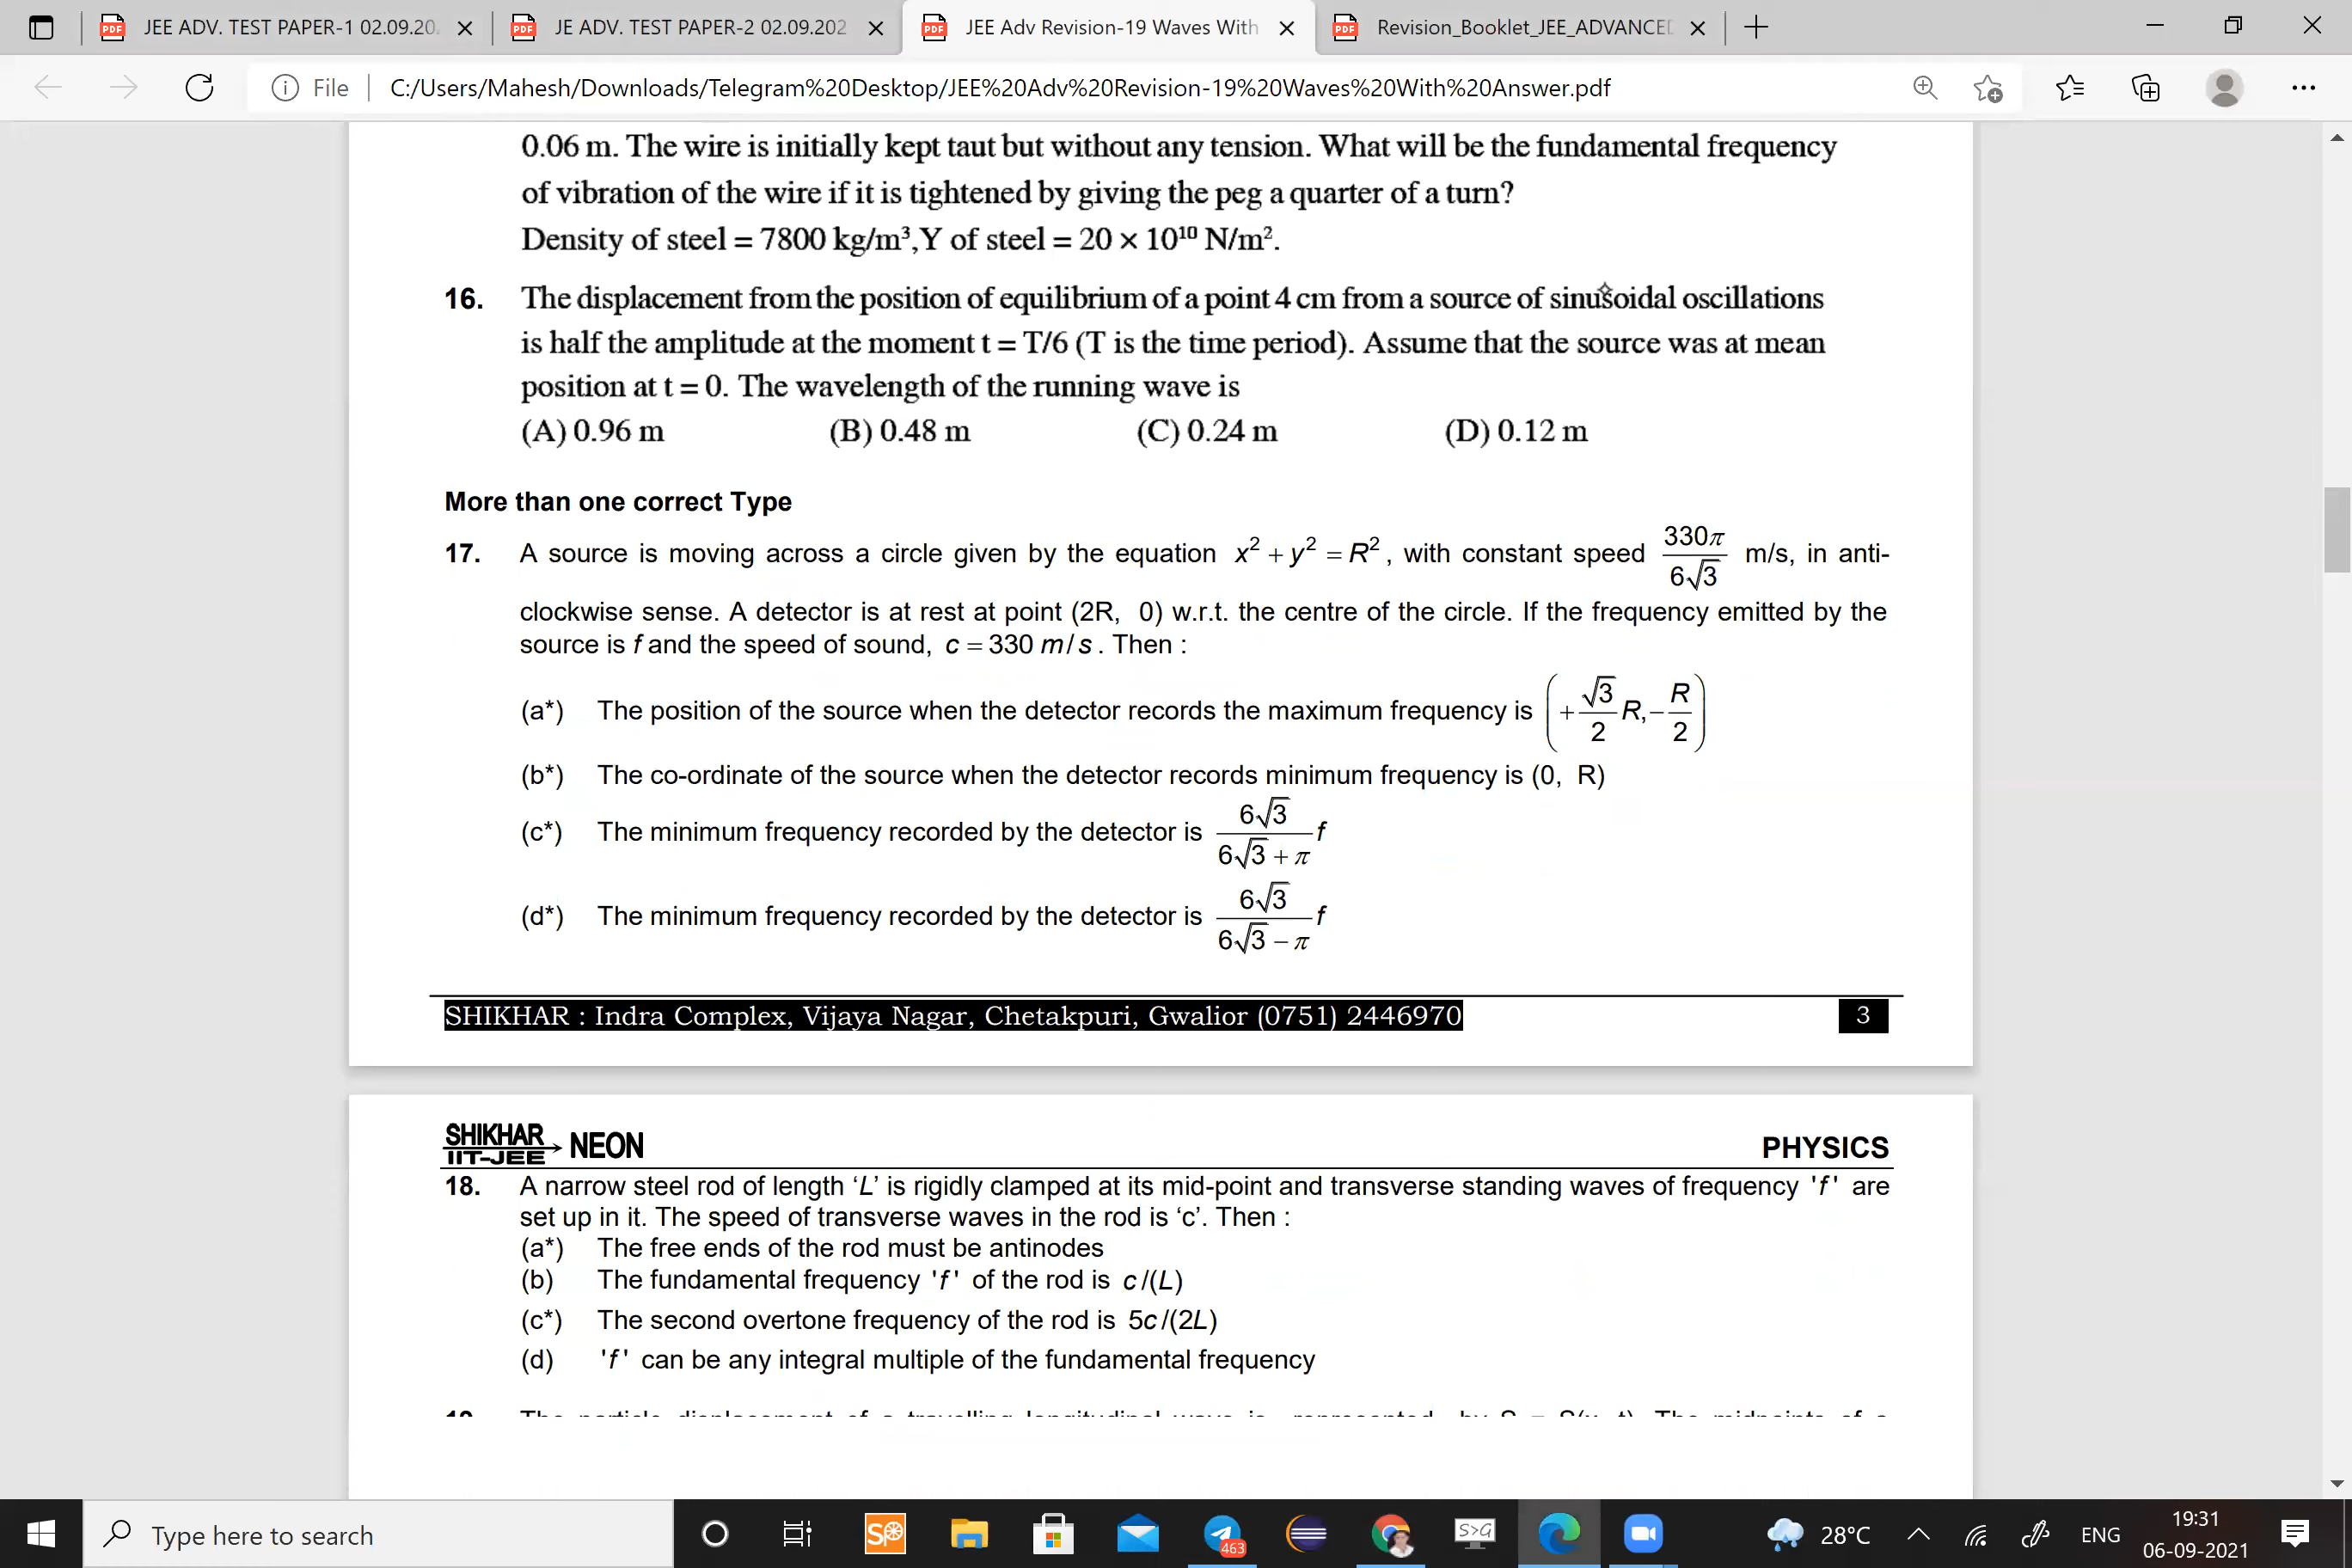 JEE ADV. TEST PAPER-1 02.09.20
JE ADV. TEST PAPER-2 02.09.202
JEE Adv Revision-19 Waves With
Revision_Booklet_JEE_ADVANCED
File
C:/Users/Mahesh/Downloads/Telegram%20Desktop/JEE%20Adv%20Revision-19%20Waves%20With%20Answer.pdf
0.06 m. The wire is initially kept taut but without any tension. What will be the fundamental frequency
of vibration of the wire if it is tightened by giving the peg a quarter of a turn?
Density of steel = 7800 kg/m³,Y of steel = 20 × 10¹⁰ N/m².
16. The displacement from the position of equilibrium of a point 4 cm from a source of sinusoidal oscillations
is half the amplitude at the moment t = T/6 (T is the time period). Assume that the source was at mean
position at t = 0. The wavelength of the running wave is
(A) 0.96 m (B) 0.48 m (C) 0.24 m (D) 0.12 m
More than one correct Type
17. A source is moving across a circle given by the equation x² + y² = R², with constant speed 330π/6√3 m/s, in anti-
clockwise sense. A detector is at rest at point (2R, 0) w.r.t. the centre of the circle. If the frequency emitted by the
source is f and the speed of sound, c = 330 m/s. Then :
(a*) The position of the source when the detector records the maximum frequency is (+√3/2 R,−R/2)
(b*) The co-ordinate of the source when the detector records minimum frequency is (0, R)
(c*) The minimum frequency recorded by the detector is 6√3/(6√3 + π) f
(d*) The minimum frequency recorded by the detector is 6√3/(6√3 − π) f
SHIKHAR : Indra Complex, Vijaya Nagar, Chetakpuri, Gwalior (0751) 2446970 3
SHIKHAR
IIT-JEE NEON PHYSICS
18. A narrow steel rod of length ‘L’ is rigidly clamped at its mid-point and transverse standing waves of frequency 'f' are
set up in it. The speed of transverse waves in the rod is ‘c’. Then :
(a*) The free ends of the rod must be antinodes
(b) The fundamental frequency 'f' of the rod is c/(L)
(c*) The second overtone frequency of the rod is 5c/(2L)
(d) 'f' can be any integral multiple of the fundamental frequency
Type here to search
463
S>G
28°C
ENG
19:31
06-09-2021